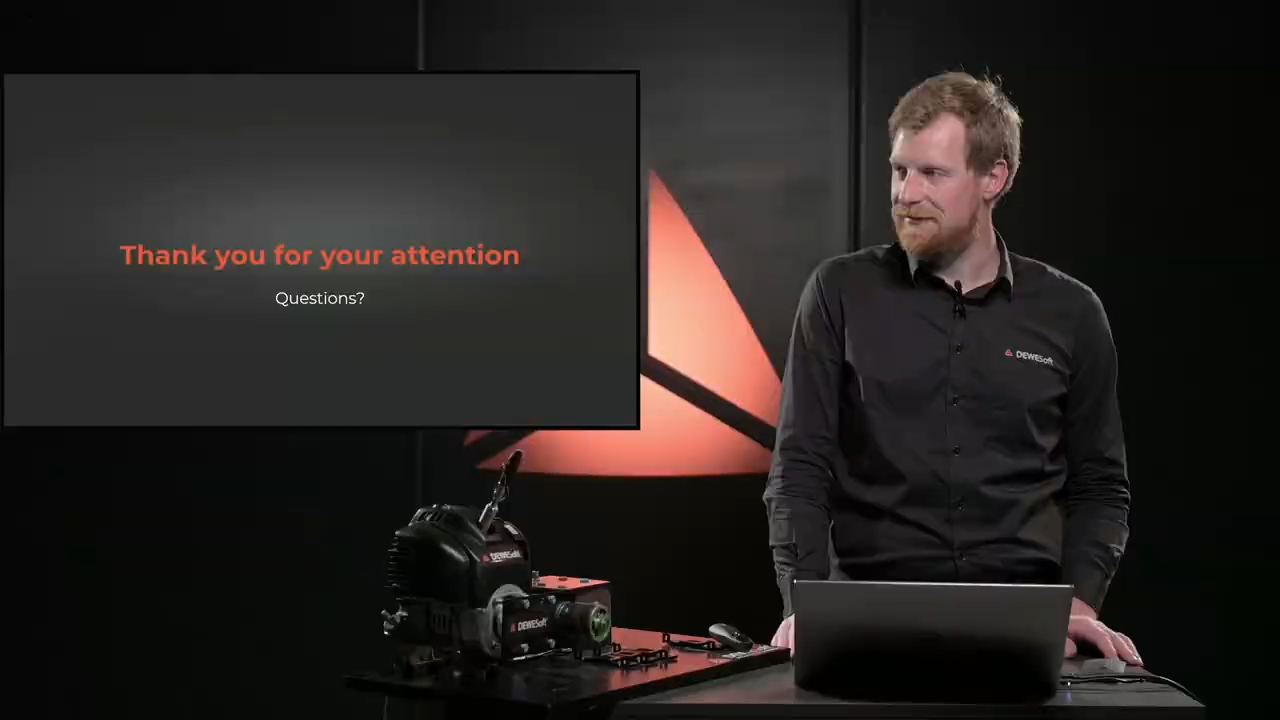 Thank you for your attention
Questions?
DEWESoft
DEWESoft
DEWESoft